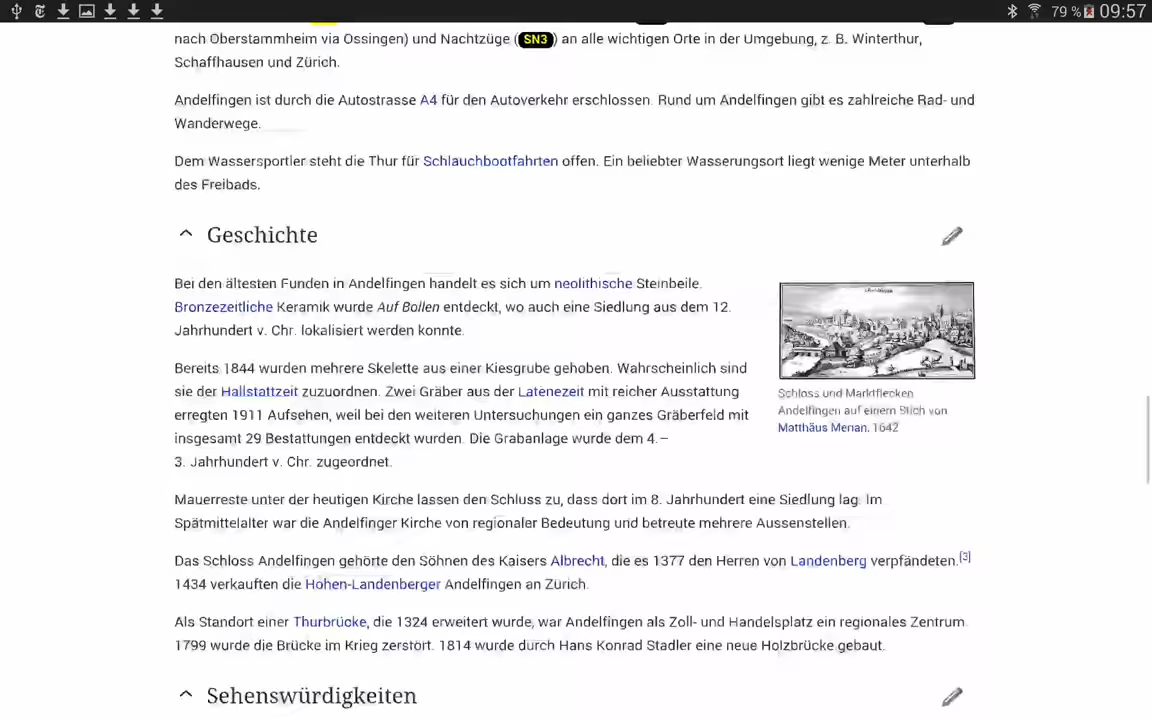 79 % 09:57
nach Oberstammheim via Ossingen) und Nachtzüge (SN3) an alle wichtigen Orte in der Umgebung, z. B. Winterthur,
Schaffhausen und Zürich.
Andelfingen ist durch die Autostrasse A4 für den Autoverkehr erschlossen. Rund um Andelfingen gibt es zahlreiche Rad- und
Wanderwege.
Dem Wassersportler steht die Thur für Schlauchbootfahrten offen. Ein beliebter Wasserungsort liegt wenige Meter unterhalb
des Freibads.
Geschichte
Bei den ältesten Funden in Andelfingen handelt es sich um neolithische Steinbeile.
Bronzezeitliche Keramik wurde Auf Bollen entdeckt, wo auch eine Siedlung aus dem 12.
Jahrhundert v. Chr. lokalisiert werden konnte.
Bereits 1844 wurden mehrere Skelette aus einer Kiesgrube gehoben. Wahrscheinlich sind
sie der Hallstattzeit zuzuordnen. Zwei Gräber aus der Latènezeit mit reicher Ausstattung
erregten 1911 Aufsehen, weil bei den weiteren Untersuchungen ein ganzes Gräberfeld mit
insgesamt 29 Bestattungen entdeckt wurden. Die Grabanlage wurde dem 4.–
3. Jahrhundert v. Chr. zugeordnet.
Schloss und Marktflecken
Andelfingen auf einem Stich von
Matthäus Merian, 1642
Mauerreste unter der heutigen Kirche lassen den Schluss zu, dass dort im 8. Jahrhundert eine Siedlung lag. Im
Spätmittelalter war die Andelfinger Kirche von regionaler Bedeutung und betreute mehrere Aussenstellen.
Das Schloss Andelfingen gehörte den Söhnen des Kaisers Albrecht, die es 1377 den Herren von Landenberg verpfändeten.[3]
1434 verkauften die Hohen-Landenberger Andelfingen an Zürich.
Als Standort einer Thurbrücke, die 1324 erweitert wurde, war Andelfingen als Zoll- und Handelsplatz ein regionales Zentrum.
1799 wurde die Brücke im Krieg zerstört. 1814 wurde durch Hans Konrad Stadler eine neue Holzbrücke gebaut.
Sehenswürdigkeiten